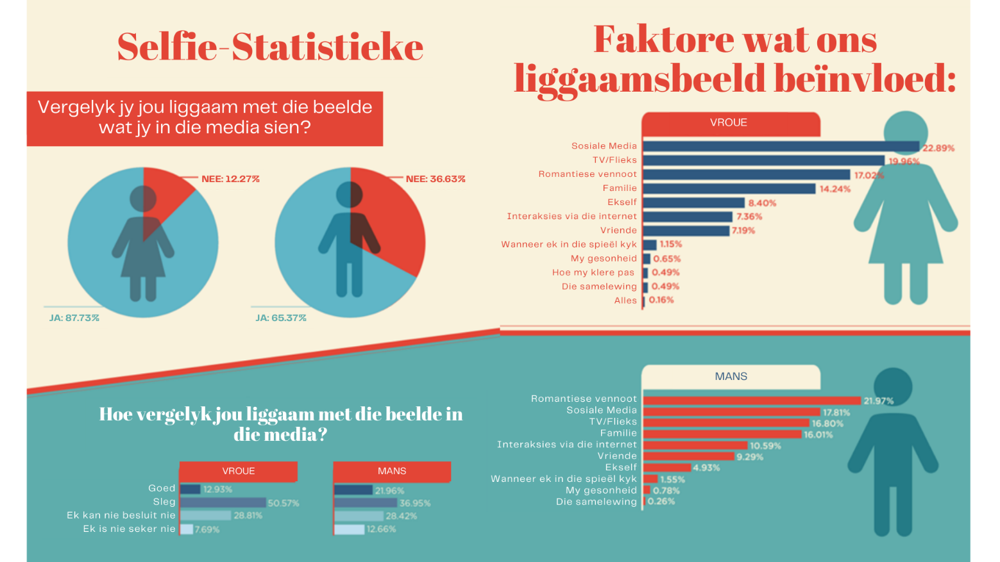 Selfie-Statistieke
Vergelyk jy jou liggaam met die beelde
wat jy in die media sien?
NEE: 12.27%
JA: 87.73%
NEE: 36.63%
JA: 65.37%
Hoe vergelyk jou liggaam met die beelde in
die media?
VROUE
MANS
Goed 12.93% 21.96%
Sleg 50.57% 36.95%
Ek kan nie besluit nie 28.81% 28.42%
Ek is nie seker nie 7.69% 12.66%
Faktore wat ons
liggaamsbeeld beïnvloed:
VROUE
Sosiale Media 22.89%
TV/Flieks 19.96%
Romantiese vennoot 17.02%
Familie 14.24%
Ekself 8.40%
Interaksies via die internet 7.36%
Vriende 7.19%
Wanneer ek in die spieël kyk 1.15%
My gesonheid 0.65%
Hoe my klere pas 0.49%
Die samelewing 0.49%
Alles 0.16%
MANS
Romantiese vennoot 21.97%
Sosiale Media 17.81%
TV/Flieks 16.80%
Familie 16.01%
Interaksies via die internet 10.59%
Vriende 9.29%
Ekself 4.93%
Wanneer ek in die spieël kyk 1.55%
My gesonheid 0.78%
Die samelewing 0.26%